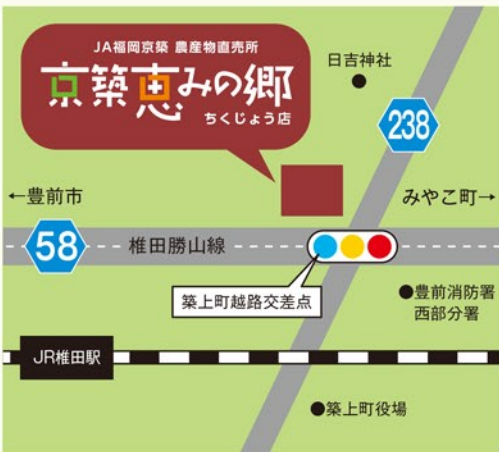 JA福岡京築 農産物直売所
京築恵みの郷
ちくじょう店
日吉神社
238
←豊前市
みやこ町→
58
椎田勝山線
築上町越路交差点
●豊前消防署
西部分署
JR椎田駅
●築上町役場